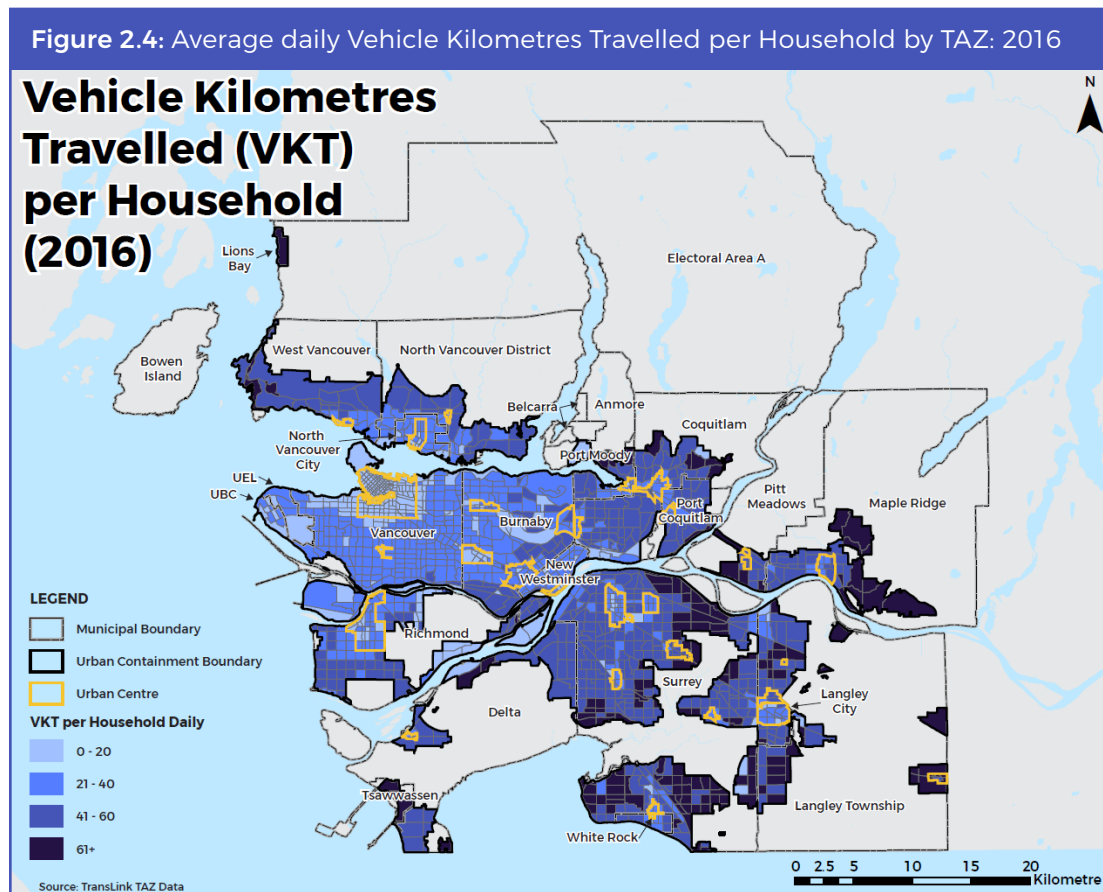 Figure 2.4: Average daily Vehicle Kilometres Travelled per Household by TAZ: 2016
Vehicle Kilometres
Travelled (VKT)
per Household
(2016)
N
Lions
Bay
Electoral Area A
Bowen
Island
West Vancouver
North Vancouver District
Belcarra
Anmore
North
Vancouver
City
Port Moody
Coquitlam
UEL
UBC
Vancouver
Burnaby
Port
Coquitlam
Pitt
Meadows
Maple Ridge
New
Westminster
Richmond
Surrey
Delta
Langley
City
Tsawwassen
Langley Township
White Rock
LEGEND
Municipal Boundary
Urban Containment Boundary
Urban Centre
VKT per Household Daily
0 - 20
21 - 40
41 - 60
61+
0 2.5 5 10 15 20
Kilometre
Source: TransLink TAZ Data